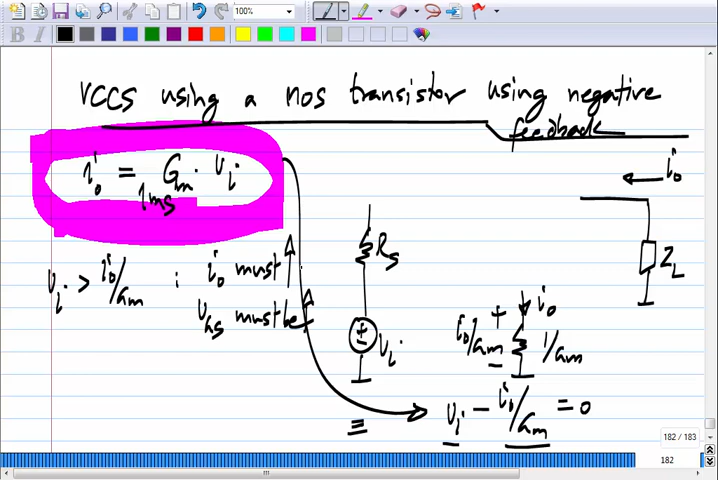 100%
VCCS using a mos transistor using negative
feedback
i₀ = Gm · vi
1ms
i₀
Rs
ZL
vi > i₀/Gm : i₀ must ↑
vGS must be ↑
vi
i₀
i₀/Gm
1/Gm
vi − i₀/Gm = 0
≡
182 / 183
182